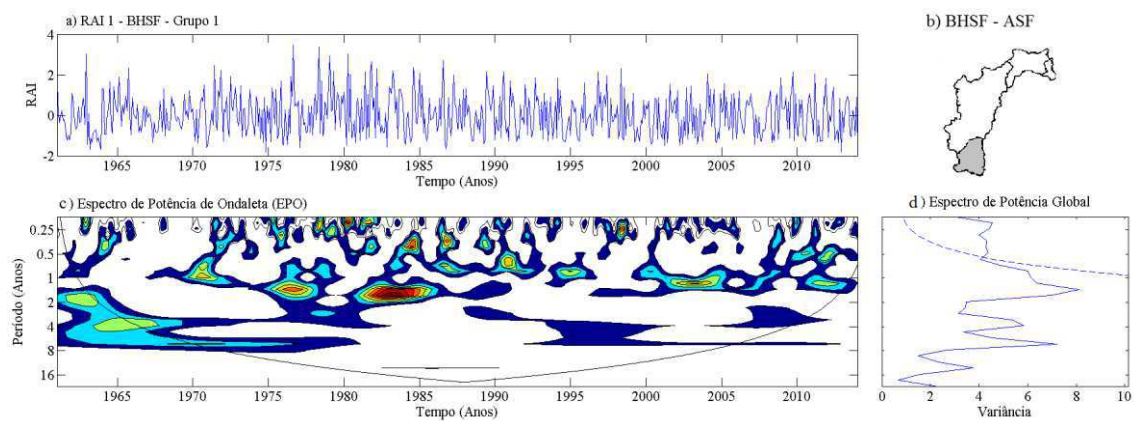 a) RAI 1 - BHSF - Grupo 1
b) BHSF - ASF
4
2
0
-2
RAI
1965 1970 1975 1980 1985 1990 1995 2000 2005 2010
Tempo (Anos)
c ) Espectro de Potência de Ondaleta (EPO)
d ) Espectro de Potência Global
0.25
0.5
1
2
4
8
16
Período (Anos)
1965 1970 1975 1980 1985 1990 1995 2000 2005 2010
Tempo (Anos)
0 2 4 6 8 10
Variância